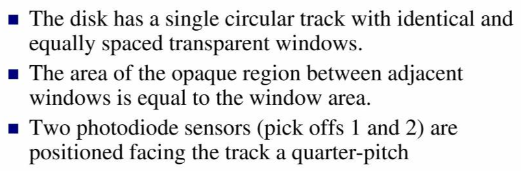 The disk has a single circular track with identical and
equally spaced transparent windows.
The area of the opaque region between adjacent
windows is equal to the window area.
Two photodiode sensors (pick offs 1 and 2) are
positioned facing the track a quarter-pitch